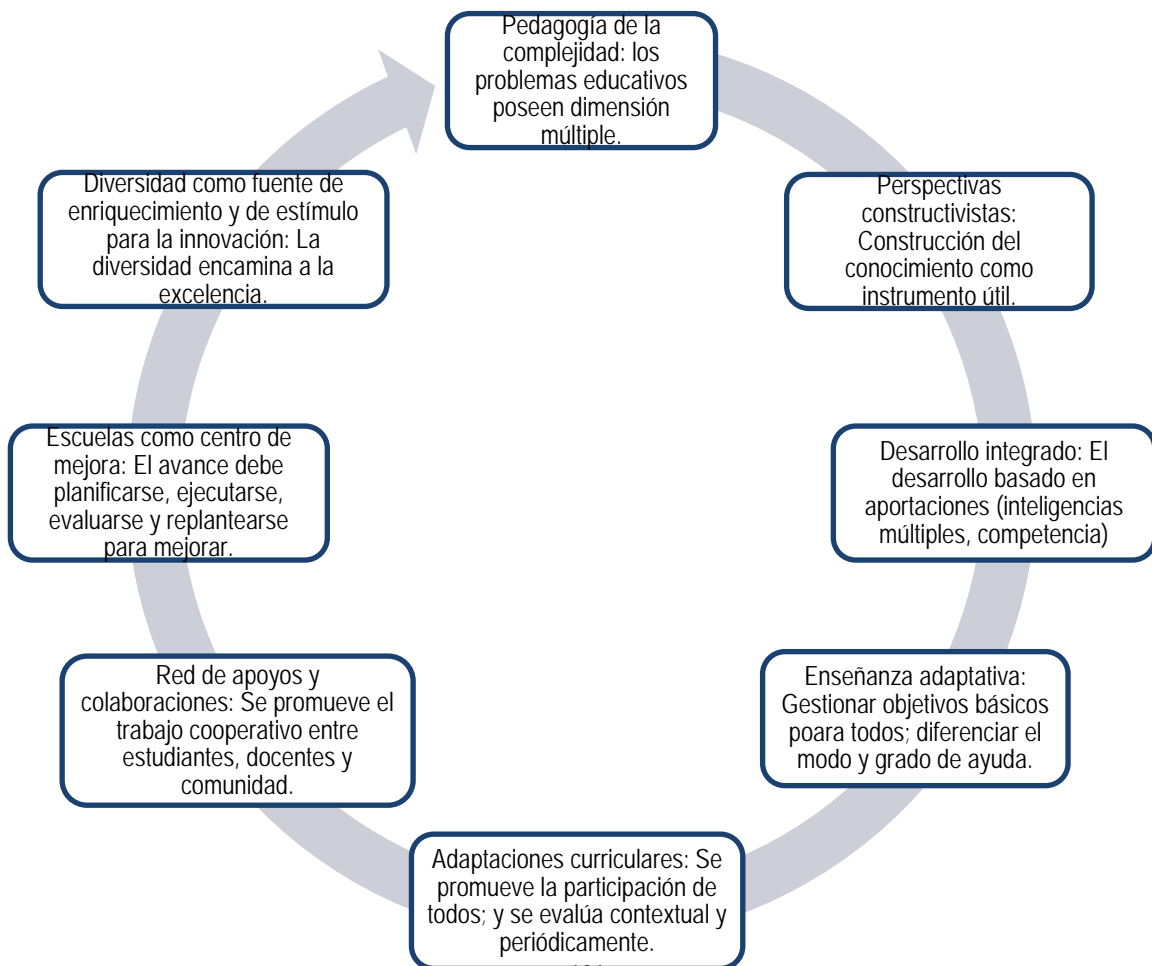 Pedagogía de la
complejidad: los
problemas educativos
poseen dimensión
múltiple.
Perspectivas
constructivistas:
Construcción del
conocimiento como
instrumento útil.
Desarrollo integrado: El
desarrollo basado en
aportaciones (inteligencias
múltiples, competencia)
Enseñanza adaptativa:
Gestionar objetivos básicos
poara todos; diferenciar el
modo y grado de ayuda.
Adaptaciones curriculares: Se
promueve la participación de
todos; y se evalúa contextual y
periódicamente.
Red de apoyos y
colaboraciones: Se promueve el
trabajo cooperativo entre
estudiantes, docentes y
comunidad.
Escuelas como centro de
mejora: El avance debe
planificarse, ejecutarse,
evaluarse y replantearse
para mejorar.
Diversidad como fuente de
enriquecimiento y de estímulo
para la innovación: La
diversidad encamina a la
excelencia.